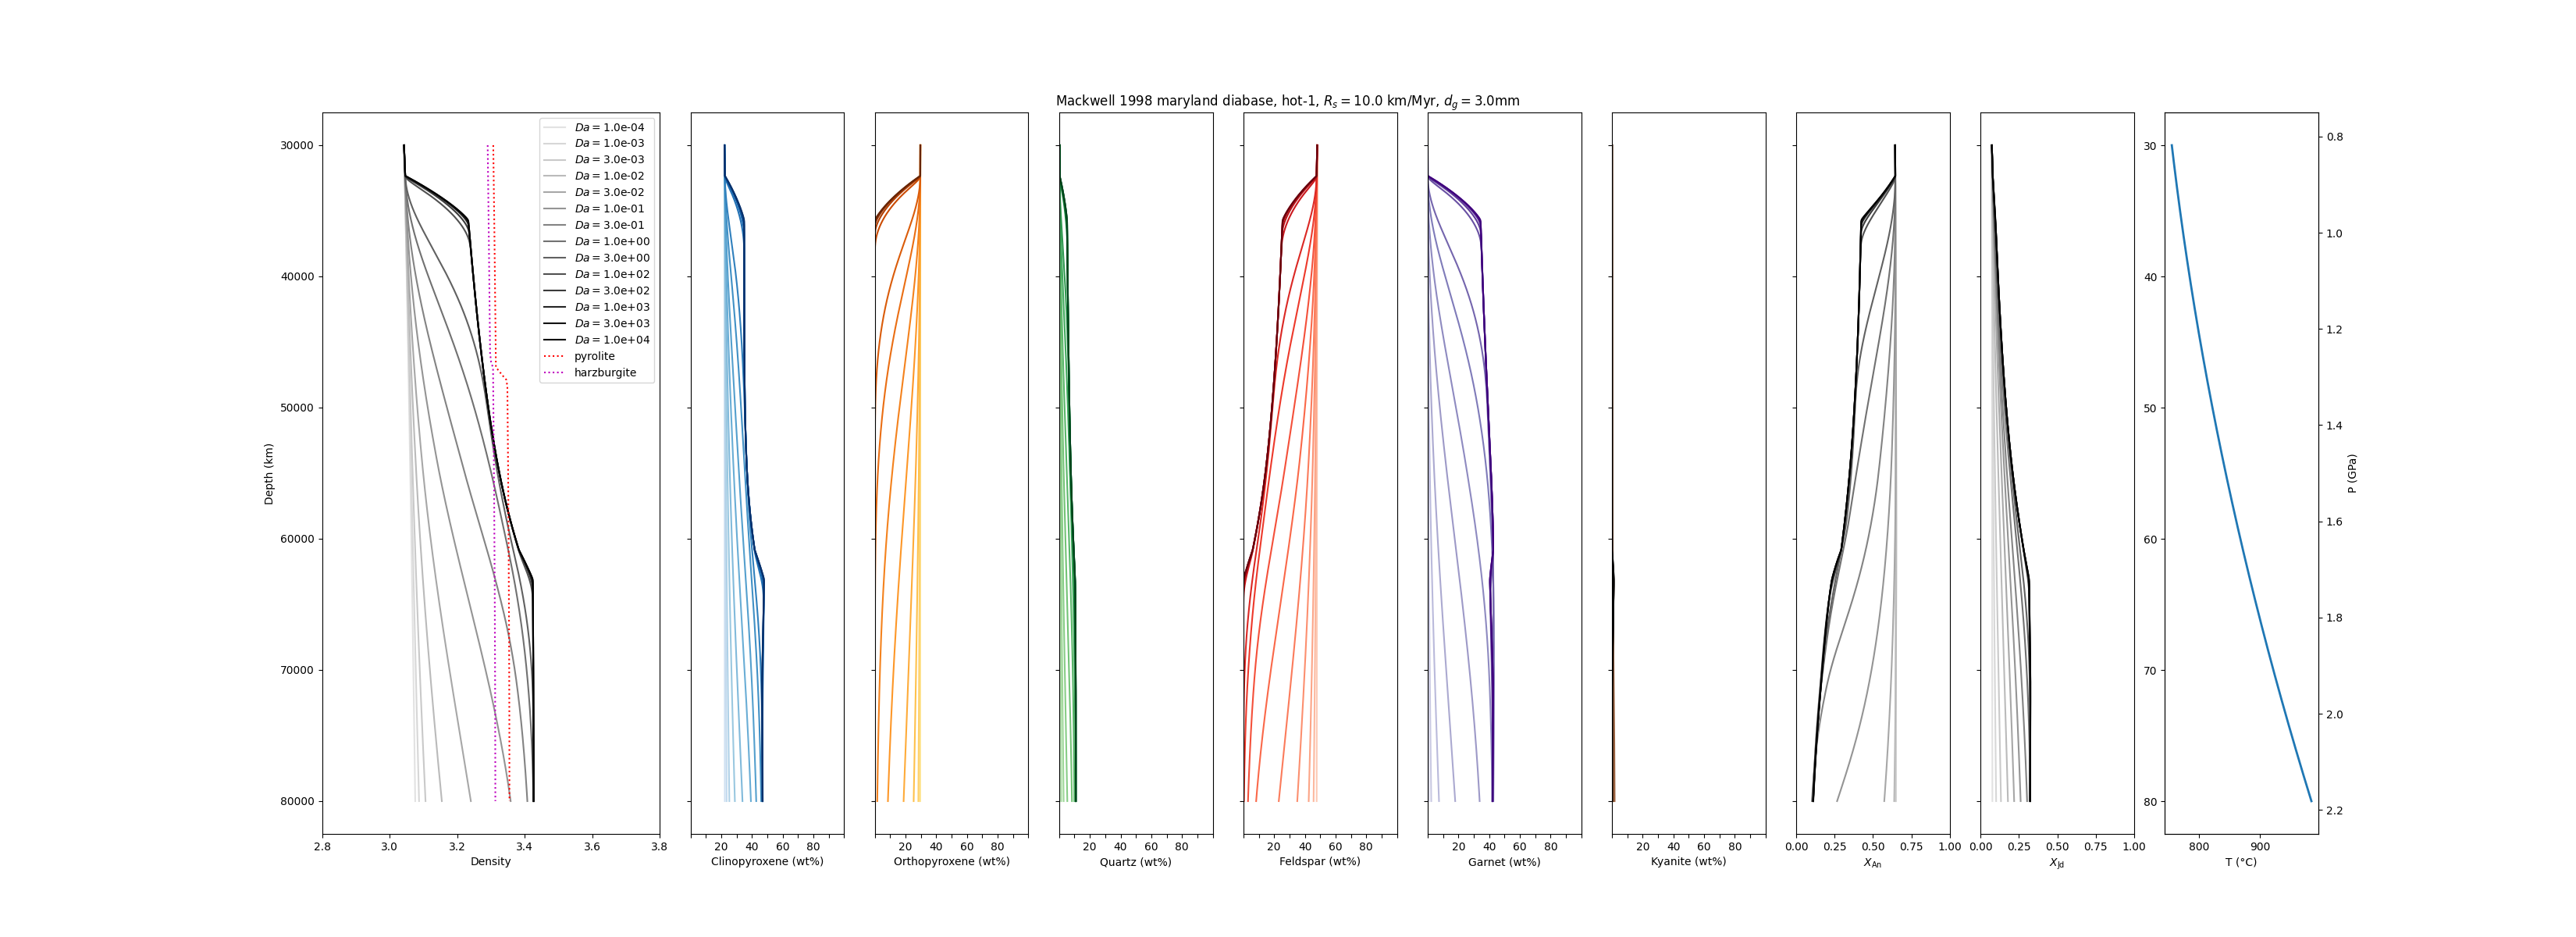 Mackwell 1998 maryland diabase, hot-1, R_s = 10.0 km/Myr, d_g = 3.0mm
Depth (km)
30000
40000
50000
60000
70000
80000
2.8 3.0 3.2 3.4 3.6 3.8
Density
Da = 1.0e-04
Da = 1.0e-03
Da = 3.0e-03
Da = 1.0e-02
Da = 3.0e-02
Da = 1.0e-01
Da = 3.0e-01
Da = 1.0e+00
Da = 3.0e+00
Da = 1.0e+02
Da = 3.0e+02
Da = 1.0e+03
Da = 3.0e+03
Da = 1.0e+04
pyrolite
harzburgite
20 40 60 80
Clinopyroxene (wt%)
20 40 60 80
Orthopyroxene (wt%)
20 40 60 80
Quartz (wt%)
20 40 60 80
Feldspar (wt%)
20 40 60 80
Garnet (wt%)
20 40 60 80
Kyanite (wt%)
0.00 0.25 0.50 0.75 1.00
X_An
0.00 0.25 0.50 0.75 1.00
X_Jd
30
40
50
60
70
80
800 900
T (°C)
0.8
1.0
1.2
1.4
1.6
1.8
2.0
2.2
P (GPa)